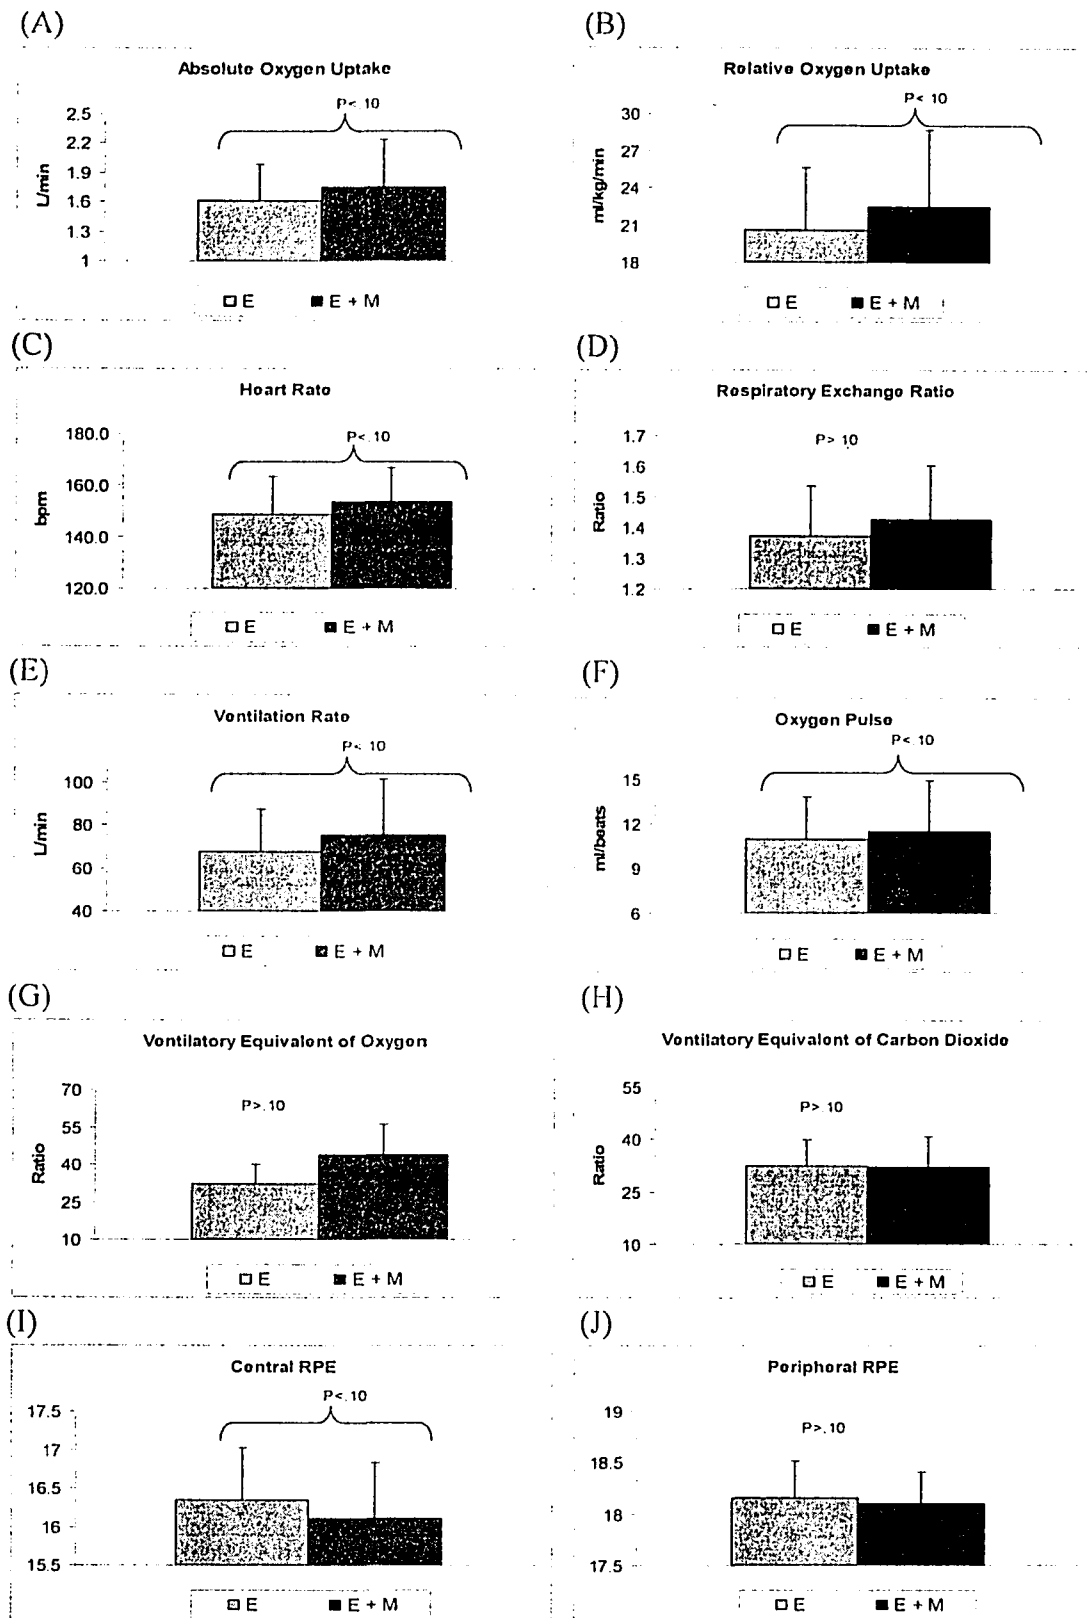 (A)
Absolute Oxygen Uptake
P<.10
2.5
2.2
1.9
1.6
1.3
1
L/min
E
E + M
(B)
Relative Oxygen Uptake
P<.10
30
27
24
21
18
ml/kg/min
E
E + M
(C)
Heart Rate
P<.10
180.0
160.0
140.0
120.0
bpm
E
E + M
(D)
Respiratory Exchange Ratio
P>.10
1.7
1.6
1.5
1.4
1.3
1.2
Ratio
E
E + M
(E)
Ventilation Rate
P<.10
100
80
60
40
L/min
E
E + M
(F)
Oxygen Pulse
P<.10
15
12
9
6
ml/beats
E
E + M
(G)
Ventilatory Equivalent of Oxygen
P>.10
70
55
40
25
10
Ratio
E
E + M
(H)
Ventilatory Equivalent of Carbon Dioxide
P>.10
55
40
25
10
Ratio
E
E + M
(I)
Central RPE
P<.10
17.5
17
16.5
16
15.5
E
E + M
(J)
Peripheral RPE
P>.10
19
18.5
18
17.5
E
E + M